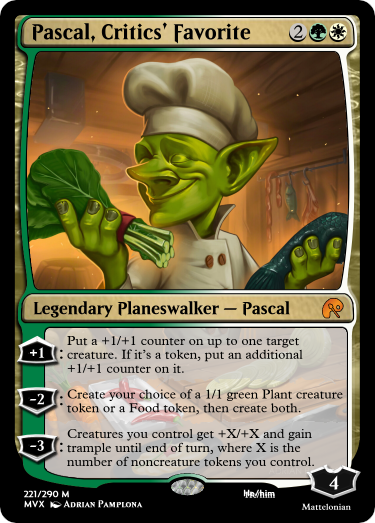 Pascal, Critics' Favorite 2
Legendary Planeswalker — Pascal
+1: Put a +1/+1 counter on up to one target
creature. If it's a token, put an additional
+1/+1 counter on it.
−2: Create your choice of a 1/1 green Plant creature
token or a Food token, then create both.
−3: Creatures you control get +X/+X and gain
trample until end of turn, where X is the
number of noncreature tokens you control.
4
221/290 M
MVX ADRIAN PAMPLONA
Mattelonian